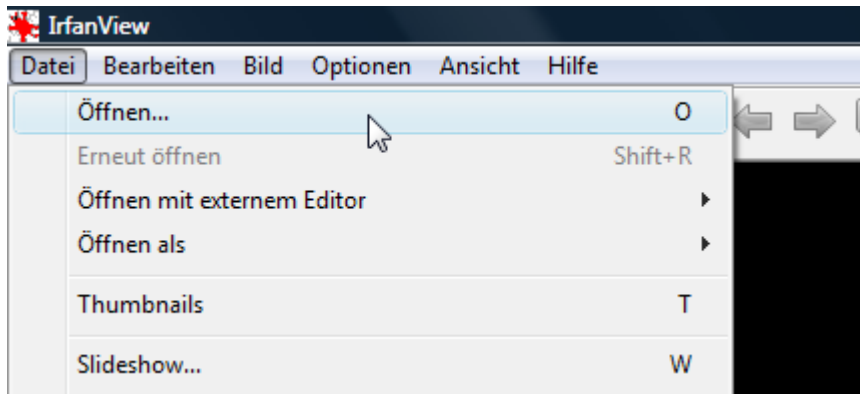 IrfanView
Datei Bearbeiten Bild Optionen Ansicht Hilfe
Öffnen... O
Erneut öffnen Shift+R
Öffnen mit externem Editor
Öffnen als
Thumbnails T
Slideshow... W